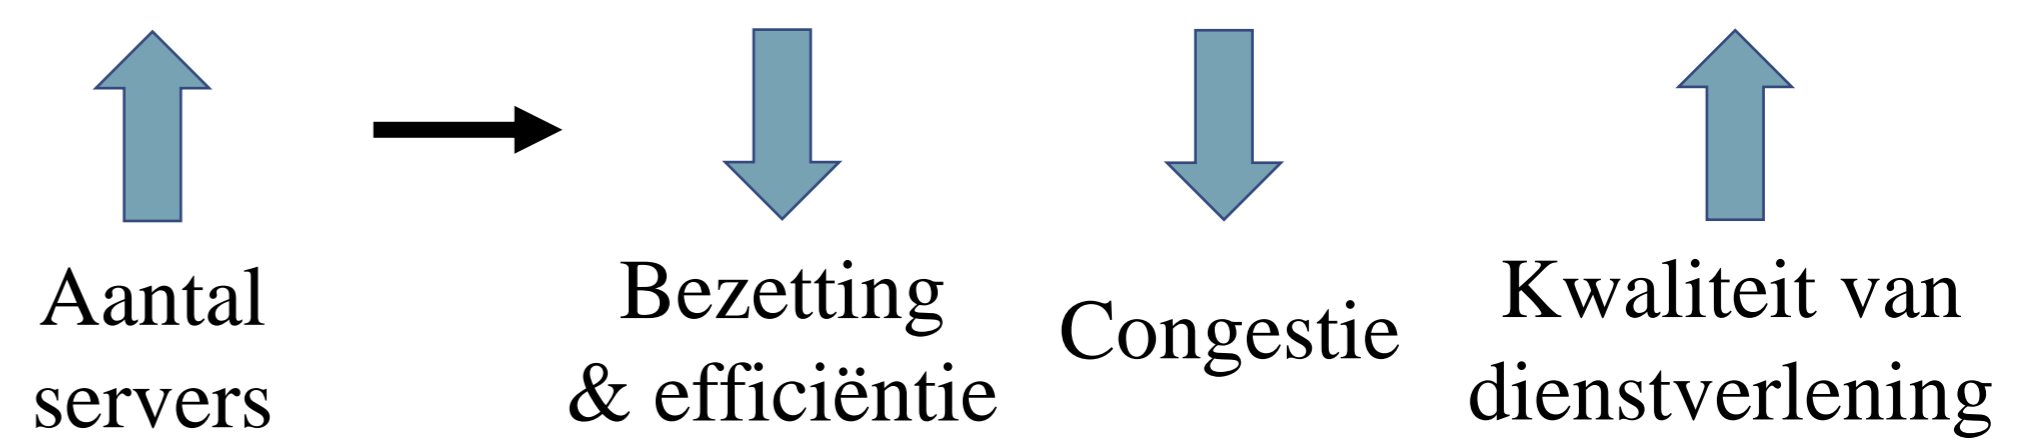 Aantal
servers
Bezetting
& efficiëntie
Congestie
Kwaliteit van
dienstverlening